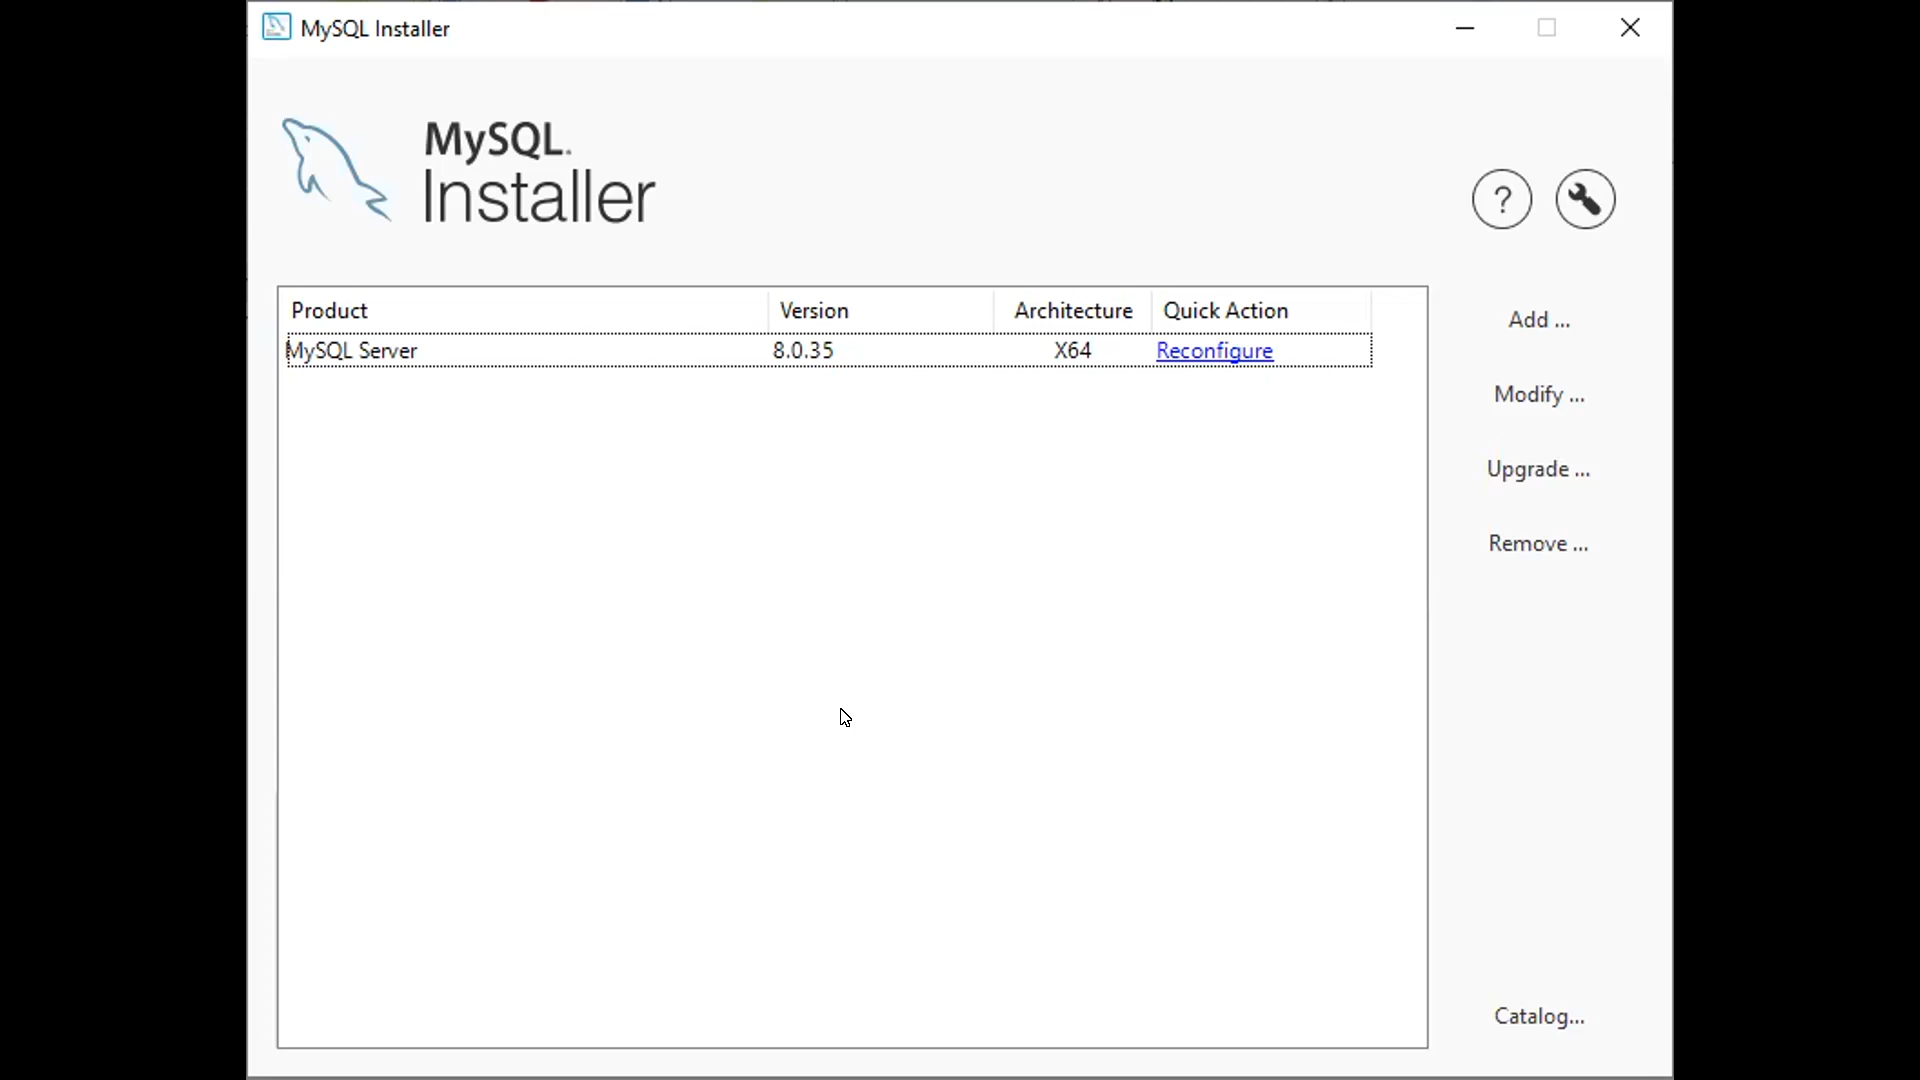 MySQL Installer
MySQL.
Installer
?
Product Version Architecture Quick Action
MySQL Server 8.0.35 X64 Reconfigure
Add ...
Modify ...
Upgrade ...
Remove ...
Catalog...